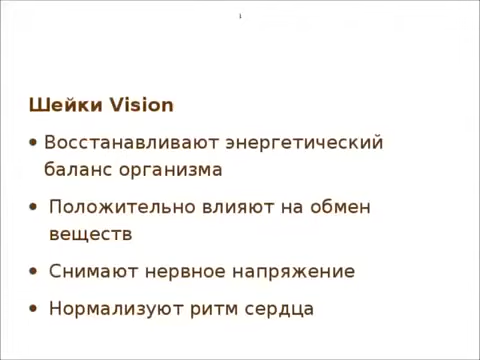 Шейки Vision
• Восстанавливают энергетический
баланс организма
• Положительно влияют на обмен
веществ
• Снимают нервное напряжение
• Нормализуют ритм сердца